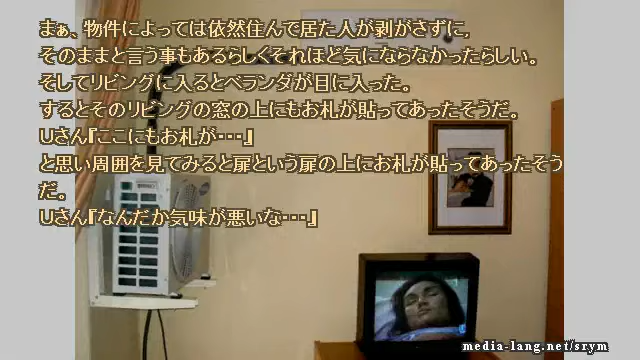 まぁ、物件によっては依然住んで居た人が剥がさずに，
そのままと言う事もあるらしくそれほど気にならなかったらしい。
そしてリビングに入るとベランダが目に入った。
するとそのリビングの窓の上にもお札が貼ってあったそうだ。
Uさん『ここにもお札が・・・』
と思い周囲を見てみると扉という扉の上にお札が貼ってあったそう
だ。
Uさん『なんだか気味が悪いな・・・』
media-lang.net/srym